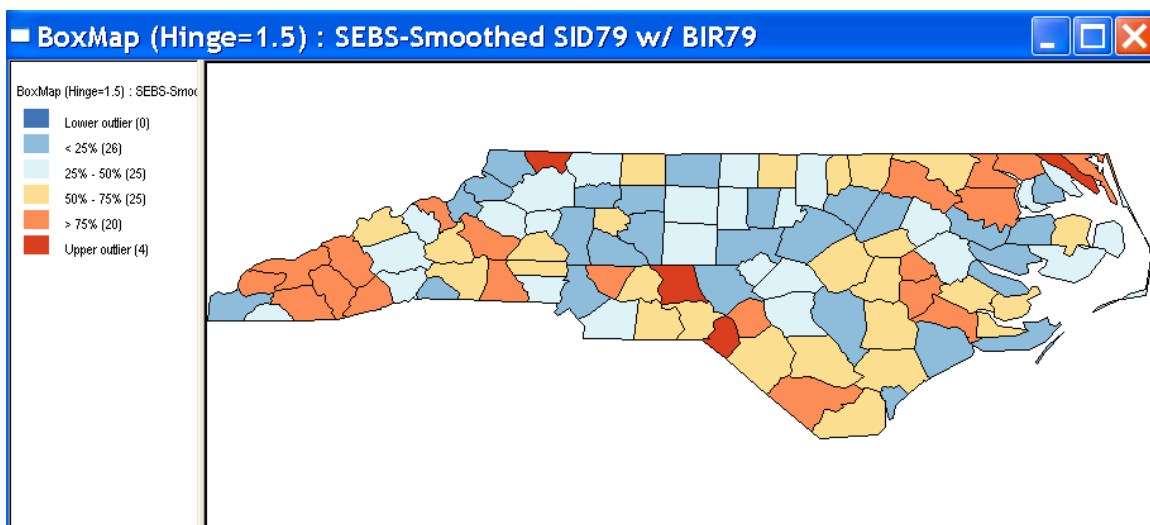 BoxMap (Hinge=1.5) : SEBS-Smoothed SID79 w/ BIR79
BoxMap (Hinge=1.5) : SEBS-Smoo
Lower outlier (0)
< 25% (26)
25% - 50% (25)
50% - 75% (25)
> 75% (20)
Upper outlier (4)